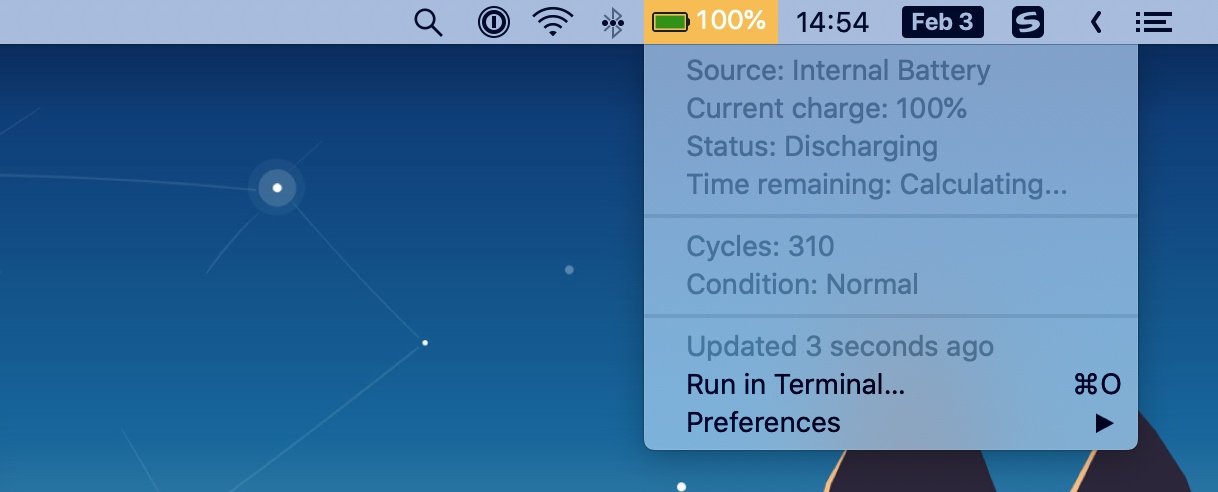 100% 14:54 Feb 3
Source: Internal Battery
Current charge: 100%
Status: Discharging
Time remaining: Calculating...
Cycles: 310
Condition: Normal
Updated 3 seconds ago
Run in Terminal... ⌘O
Preferences ▶